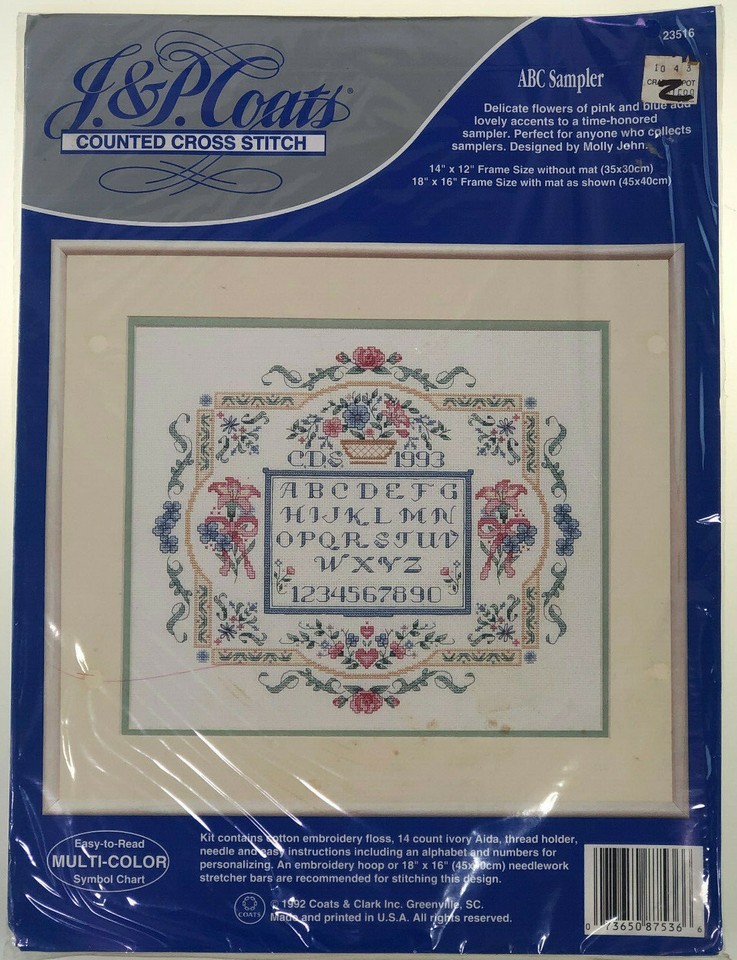 23516
J.&P. Coats®
COUNTED CROSS STITCH
ABC Sampler
Delicate flowers of pink and blue add
lovely accents to a time-honored
sampler. Perfect for anyone who collects
samplers. Designed by Molly John.
14" x 12" Frame Size without mat (35x30cm)
18" x 16" Frame Size with mat as shown (45x40cm)
10 4 3
C.D.S. 1993
A B C D E F G
H I J K L M N
O P Q R S T U V
W X Y Z
1234567890
Easy-to-Read
MULTI-COLOR
Symbol Chart
Kit contains cotton embroidery floss, 14 count ivory Aida, thread holder,
needle and easy instructions including an alphabet and numbers for
personalizing. An embroidery hoop or 18" x 16" (45x40cm) needlework
stretcher bars are recommended for stitching this design.
COATS
© 1992 Coats & Clark Inc. Greenville, SC.
Made and printed in U.S.A. All rights reserved.
0 73650 87536 6